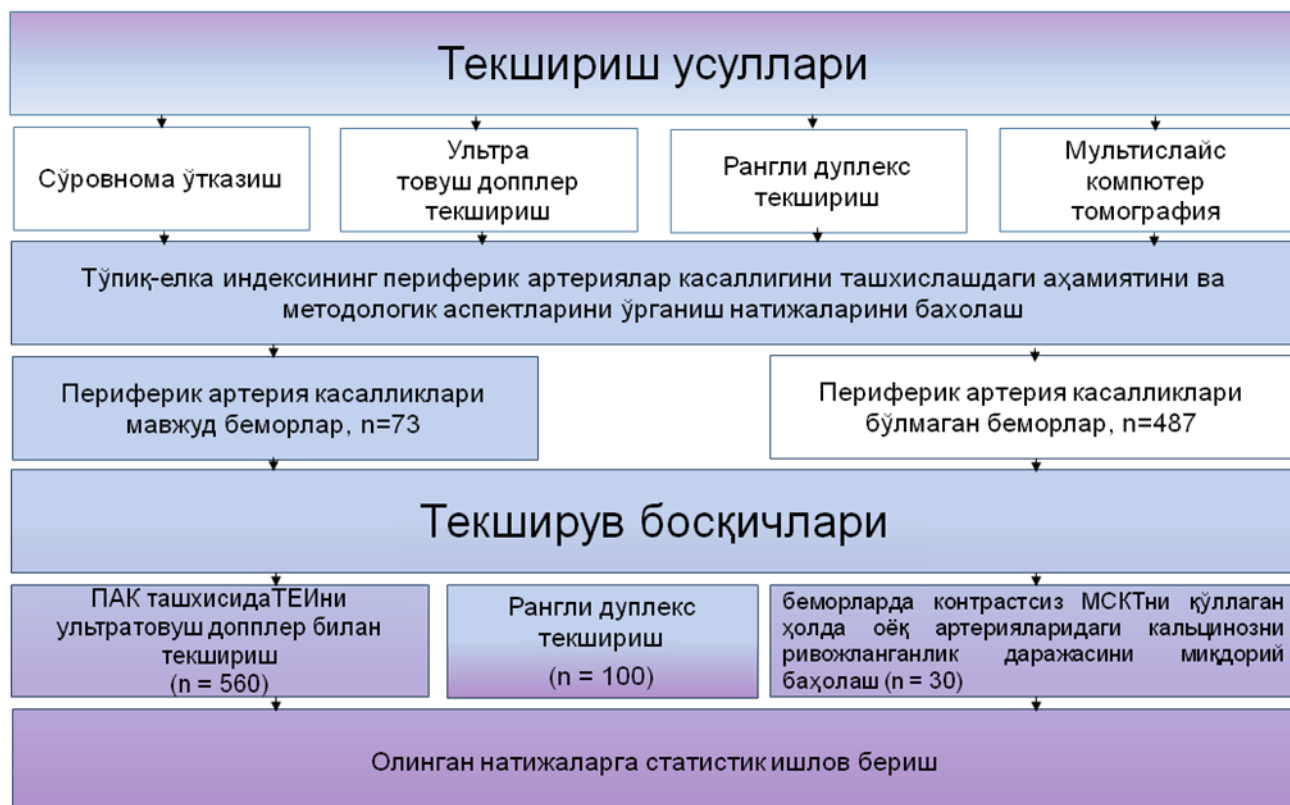 Текшириш усуллари
Сўровнома ўтказиш
Ультра
товуш допплер
текшириш
Рангли дуплекс
текшириш
Мультислайс
компютер
томография
Тўпиқ-елка индексининг периферик артериялар касаллигини ташхислашдаги аҳамиятини ва
методологик аспектларини ўрганиш натижаларини баҳолаш
Периферик артерия касалликлари
мавжуд беморлар, n=73
Периферик артерия касалликлари
бўлмаган беморлар, n=487
Текширув босқичлари
ПАК ташхисидаТЕИни
ультратовуш допплер билан
текшириш
(n = 560)
Рангли дуплекс
текшириш
(n = 100)
беморларда контрастсиз МСКТни қўллаган
ҳолда оёқ артерияларидаги кальцинозни
ривожланганлик даражасини миқдорий
баҳолаш (n = 30)
Олинган натижаларга статистик ишлов бериш